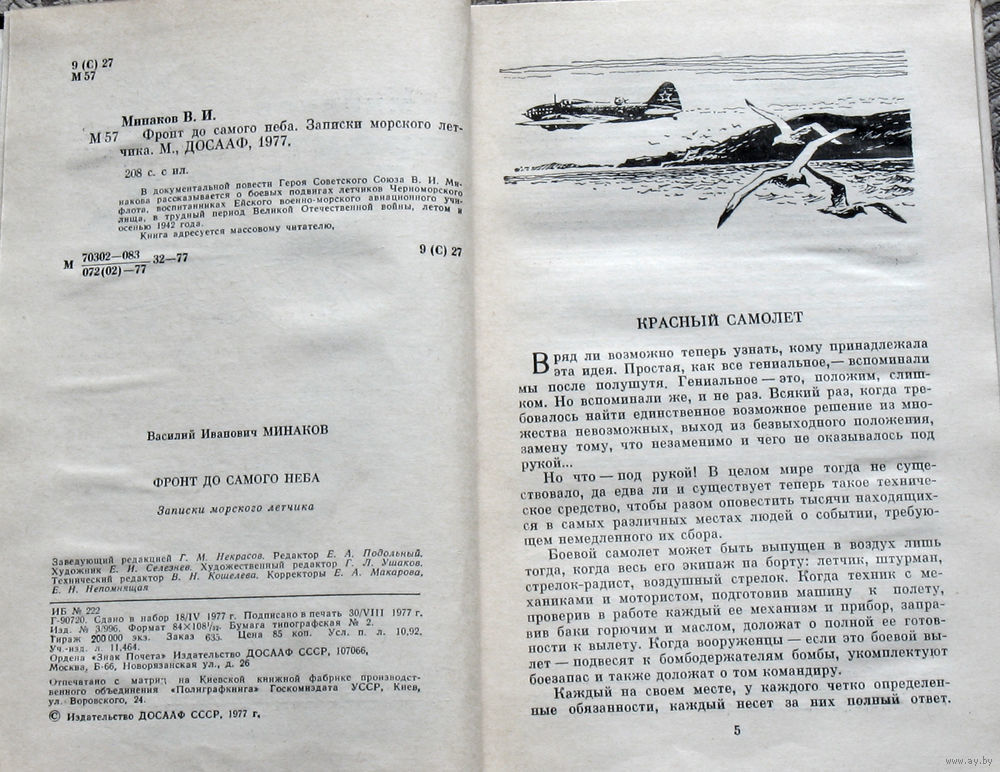 9 (С) 27
М 57
Минаков В. И.
М 57 Фронт до самого неба. Записки морского лет-
чика. М., ДОСААФ, 1977.
208 с. с ил.
В документальной повести Героя Советского Союза В. И. Ми-
накова рассказывается о боевых подвигах летчиков Черноморского
флота, воспитанниках Ейского военно-морского авиационного учи-
лища, в трудный период Великой Отечественной войны, летом и
осенью 1942 года.
Книга адресуется массовому читателю,
М 70302—083
072(02)—77 32—77 9 (С) 27
Василий Иванович МИНАКОВ
ФРОНТ ДО САМОГО НЕБА
Записки морского летчика
Заведующий редакцией Г. М. Некрасов. Редактор Е. А. Подольный.
Художник Е. И. Селезнев. Художественный редактор Г. Л. Ушаков.
Технический редактор В. Н. Кошелева. Корректоры Е. А. Макарова,
Е. Н. Непомнящая
ИБ № 222
Г-90720. Сдано в набор 18/IV 1977 г. Подписано в печать 30/VIII 1977 г.
Изд. № 3/996. Формат 84×108¹/₃₂. Бумага типографская № 2.
Тираж 200 000 экз. Заказ 635. Цена 85 коп. Усл. п. л. 10,92.
Уч.-изд. л. 11,464.
Ордена «Знак Почета» Издательство ДОСААФ СССР, 107066,
Москва, Б-66, Новорязанская ул., д. 26
Отпечатано с матриц на Киевской книжной фабрике производст-
венного объединения «Полиграфкнига» Госкомиздата УССР, Киев,
ул. Воровского, 24.
© Издательство ДОСААФ СССР, 1977 г.
КРАСНЫЙ САМОЛЕТ
Вряд ли возможно теперь узнать, кому принадлежала
эта идея. Простая, как все гениальное,— вспоминали
мы после полушутя. Гениальное — это, положим, слиш-
ком. Но вспоминали же, и не раз. Всякий раз, когда тре-
бовалось найти единственное возможное решение из мно-
жества невозможных, выход из безвыходного положения,
замену тому, что незаменимо и чего не оказывалось под
рукой...
Но что — под рукой! В целом мире тогда не суще-
ствовало, да едва ли и существует теперь такое техниче-
ское средство, чтобы разом оповестить тысячи находящих-
ся в самых различных местах людей о событии, требую-
щем немедленного их сбора.
Боевой самолет может быть выпущен в воздух лишь
тогда, когда весь его экипаж на борту: летчик, штурман,
стрелок-радист, воздушный стрелок. Когда техник с ме-
ханиками и мотористом, подготовив машину к полету,
проверив в работе каждый ее механизм и прибор, запра-
вив баки горючим и маслом, доложат о полной ее готов-
ности к вылету. Когда вооруженцы — если это боевой вы-
лет — подвесят к бомбодержателям бомбы, укомплектуют
боезапас и также доложат о том командиру.
Каждый на своем месте, у каждого четко определен-
ные обязанности, каждый несет за них полный ответ.
5
www.ay.by